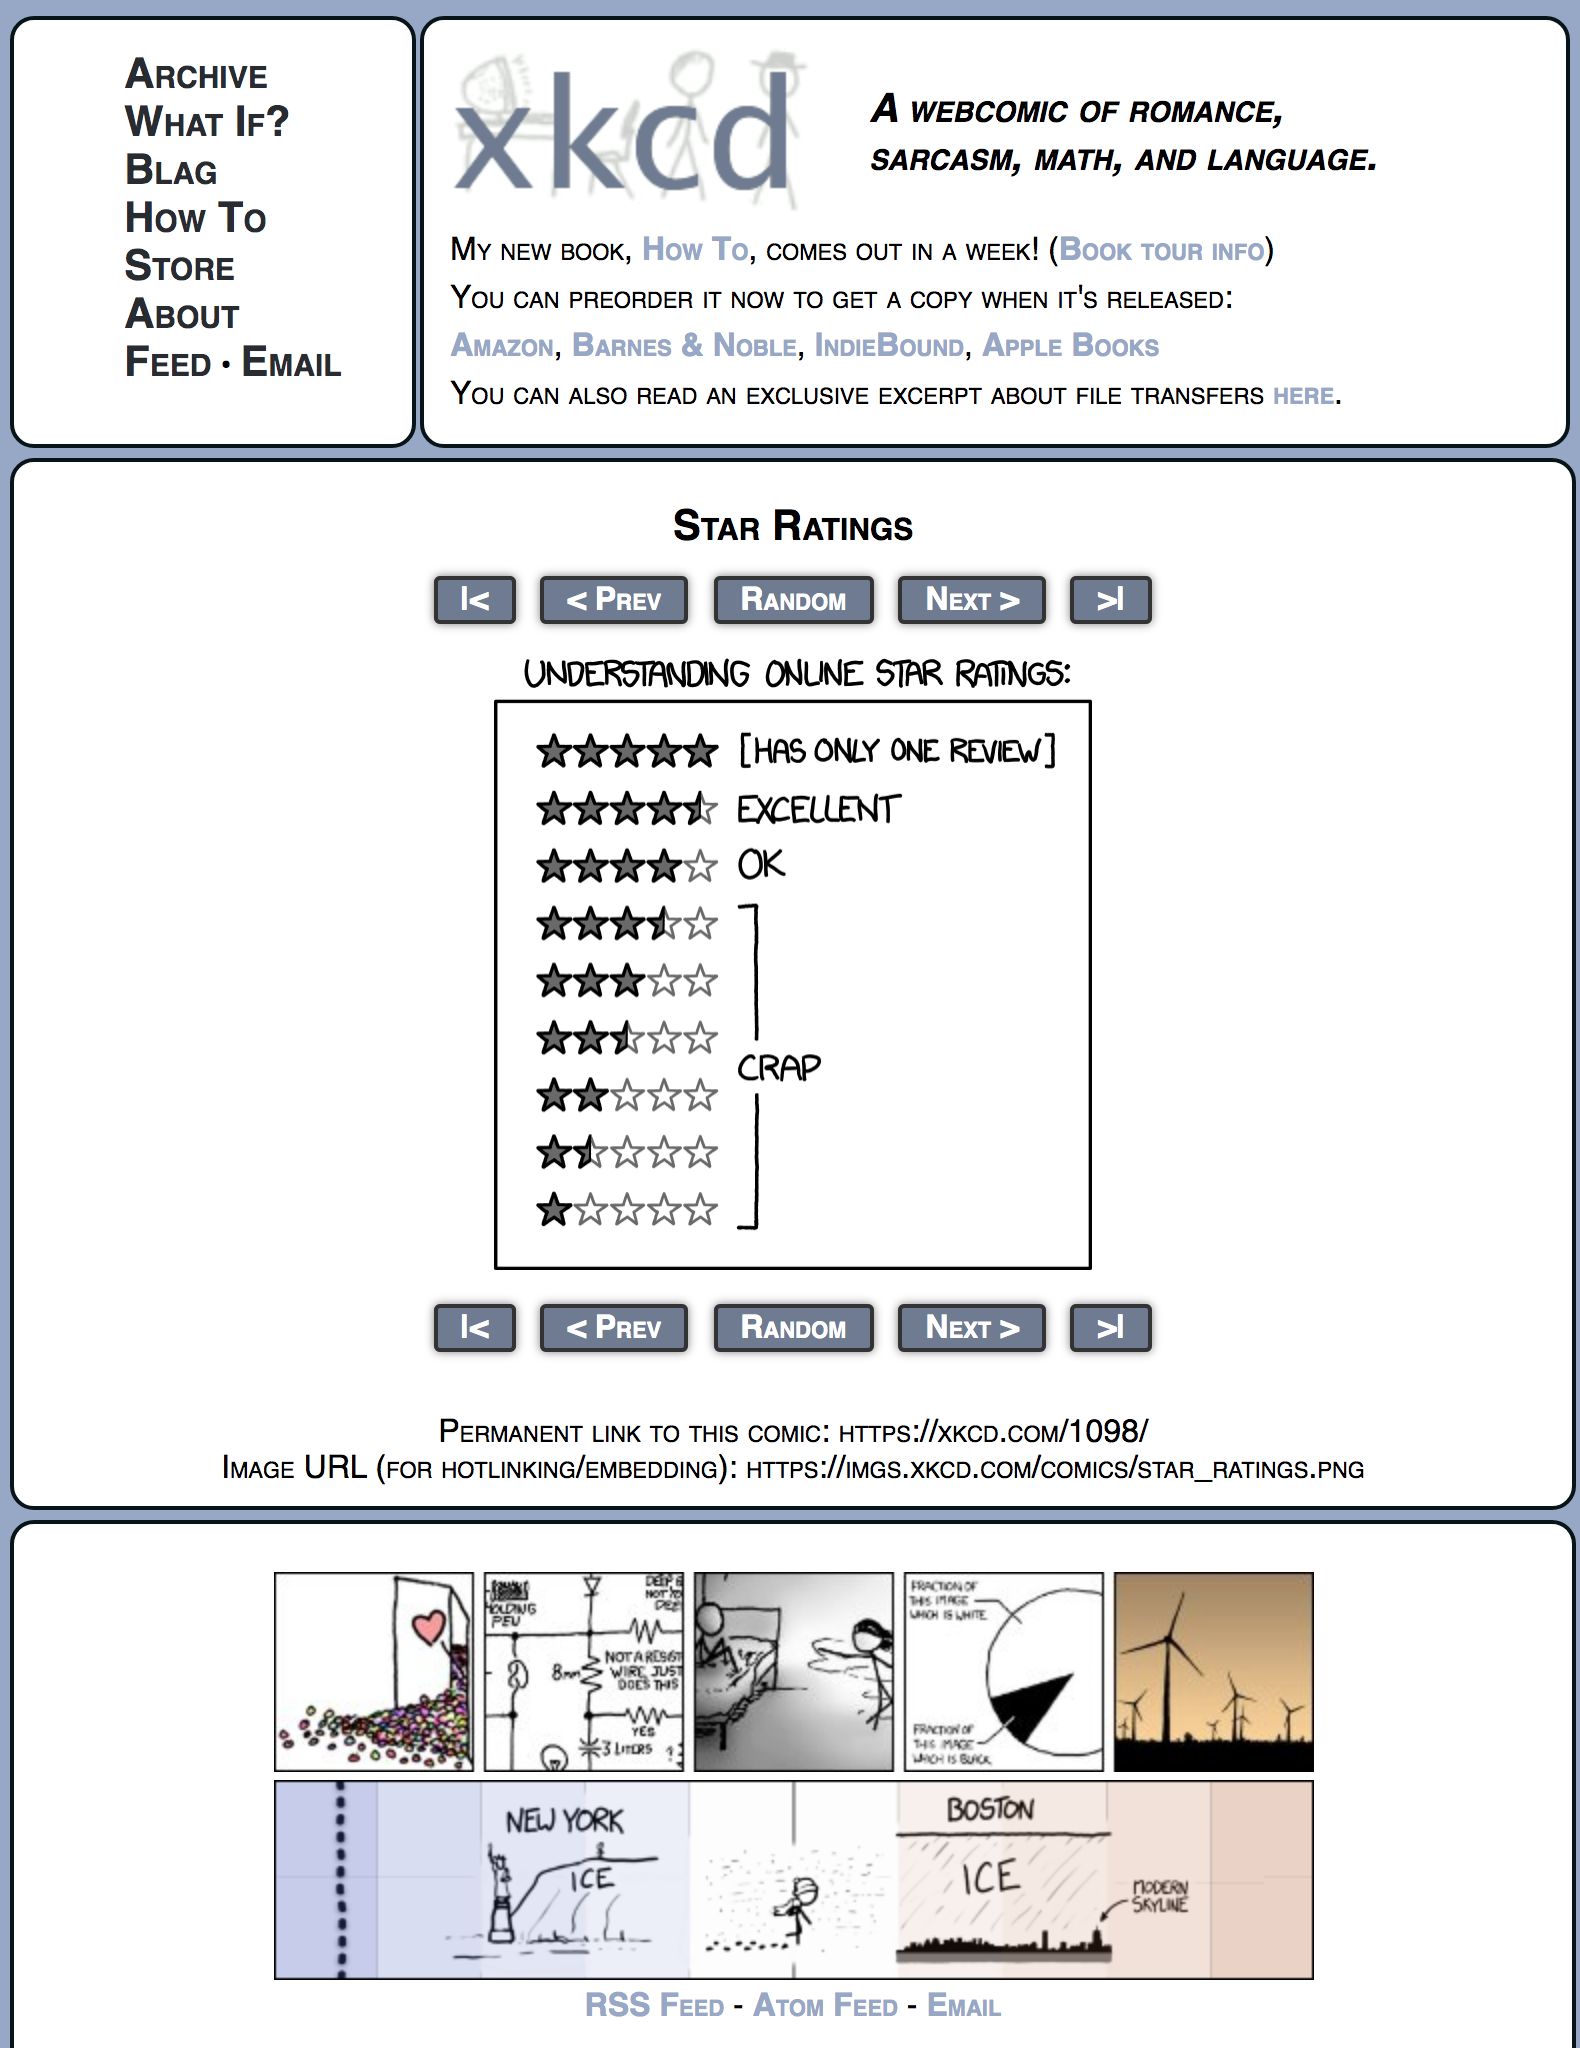 Archive
What If?
Blag
How To
Store
About
Feed • Email
xkcd
A webcomic of romance,
sarcasm, math, and language.
My new book, How To, comes out in a week! (Book tour info)
You can preorder it now to get a copy when it's released:
Amazon, Barnes & Noble, IndieBound, Apple Books
You can also read an exclusive excerpt about file transfers here.
Star Ratings
|<
< Prev
Random
Next >
>|
UNDERSTANDING ONLINE STAR RATINGS:
[HAS ONLY ONE REVIEW]
EXCELLENT
OK
CRAP
|<
< Prev
Random
Next >
>|
Permanent link to this comic: https://xkcd.com/1098/
Image URL (for hotlinking/embedding): https://imgs.xkcd.com/comics/star_ratings.png
HOLDING
PEN
DEEP
NOT TO
8mm
NOT A RESIST
WIRE JUST
DOES THIS
YES
3 LITERS
FRACTION OF
THIS IMAGE
WHICH IS WHITE
FRACTION OF
THIS IMAGE
WHICH IS BLACK
NEW YORK
ICE
BOSTON
ICE
MODERN
SKYLINE
RSS Feed - Atom Feed - Email